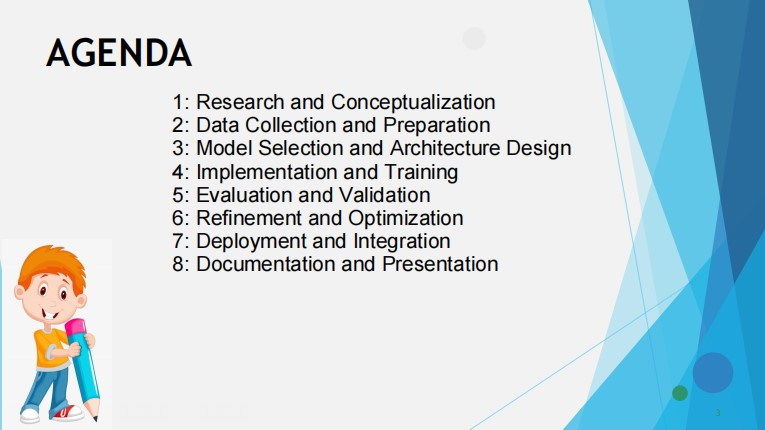 AGENDA
1: Research and Conceptualization
2: Data Collection and Preparation
3: Model Selection and Architecture Design
4: Implementation and Training
5: Evaluation and Validation
6: Refinement and Optimization
7: Deployment and Integration
8: Documentation and Presentation
3